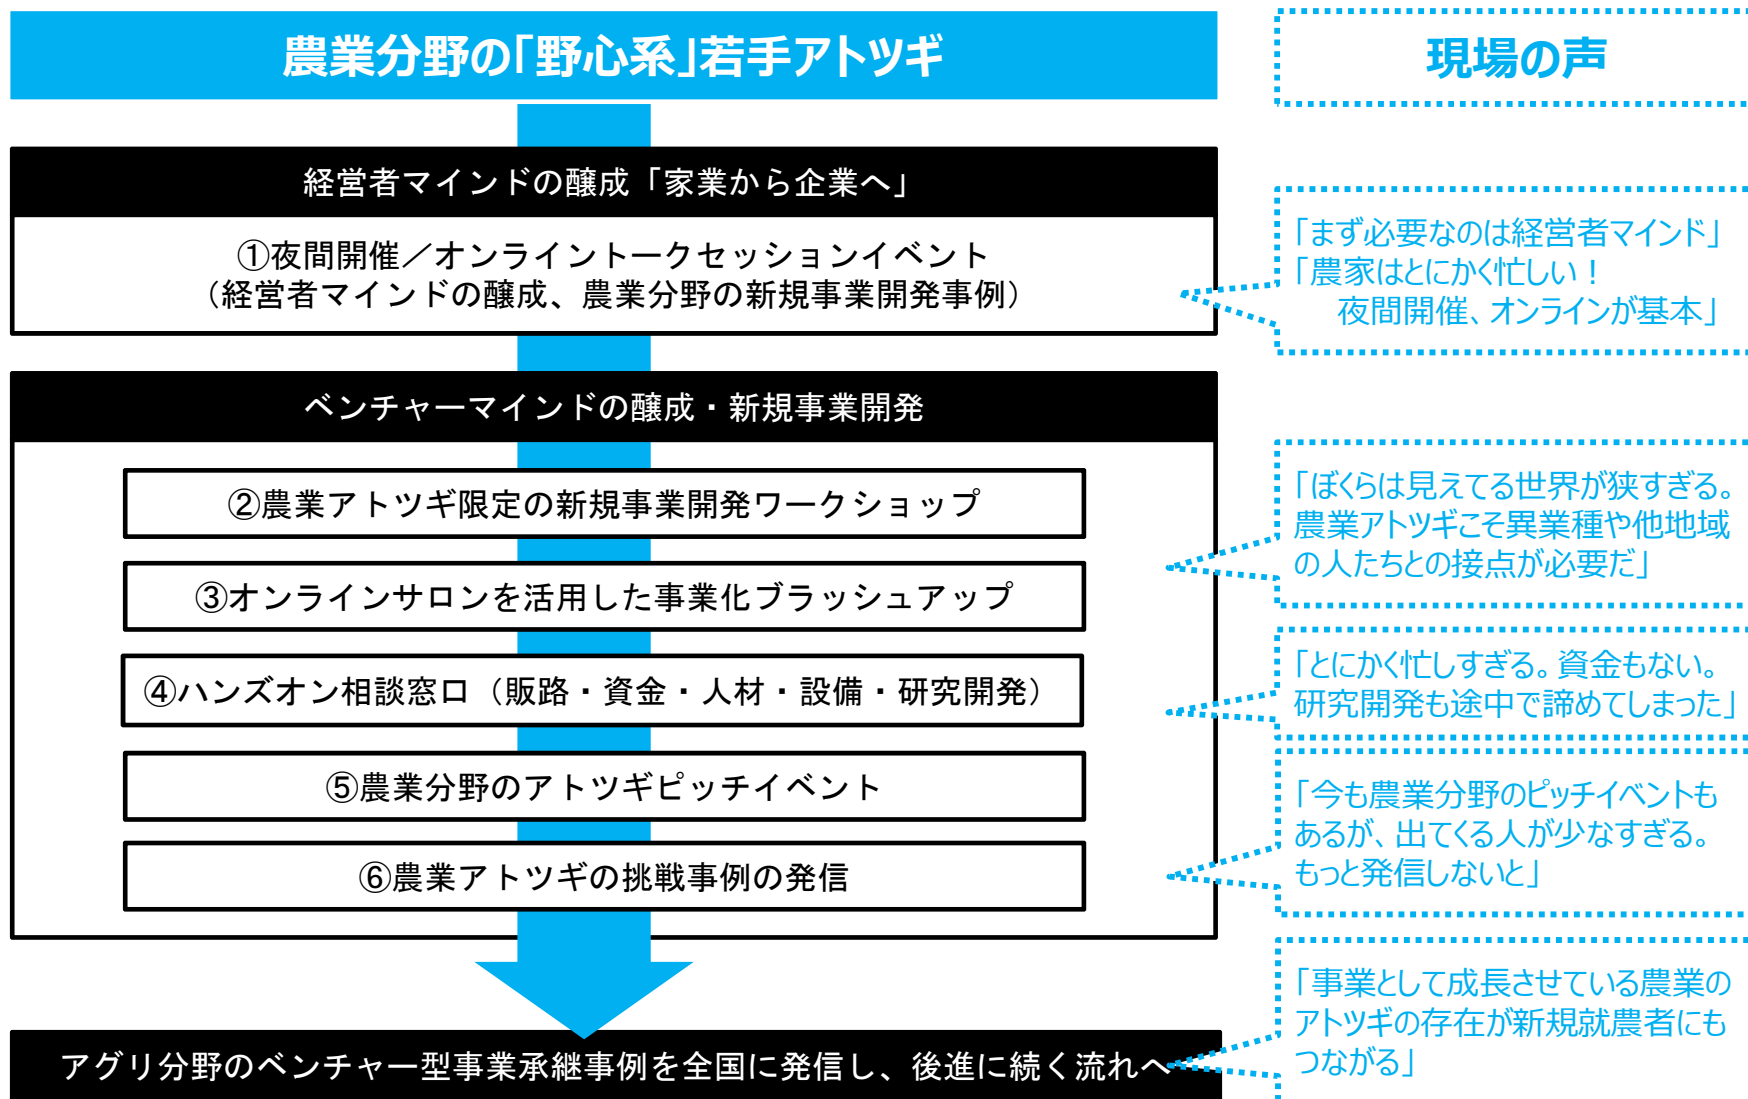 農業分野の「野心系」若手アトツギ
現場の声
経営者マインドの醸成「家業から企業へ」
①夜間開催／オンライントークセッションイベント
（経営者マインドの醸成、農業分野の新規事業開発事例）
「まず必要なのは経営者マインド」
「農家はとにかく忙しい！
夜間開催、オンラインが基本」
ベンチャーマインドの醸成・新規事業開発
②農業アトツギ限定の新規事業開発ワークショップ
③オンラインサロンを活用した事業化ブラッシュアップ
④ハンズオン相談窓口（販路・資金・人材・設備・研究開発）
⑤農業分野のアトツギピッチイベント
⑥農業アトツギの挑戦事例の発信
「ぼくらは見えてる世界が狭すぎる。
農業アトツギこそ異業種や他地域
の人たちとの接点が必要だ」
「とにかく忙しすぎる。資金もない。
研究開発も途中で諦めてしまった」
「今も農業分野のピッチイベントも
あるが、出てくる人が少なすぎる。
もっと発信しないと」
アグリ分野のベンチャー型事業承継事例を全国に発信し、後進に続く流れへ
「事業として成長させている農業の
アトツギの存在が新規就農者にも
つながる」